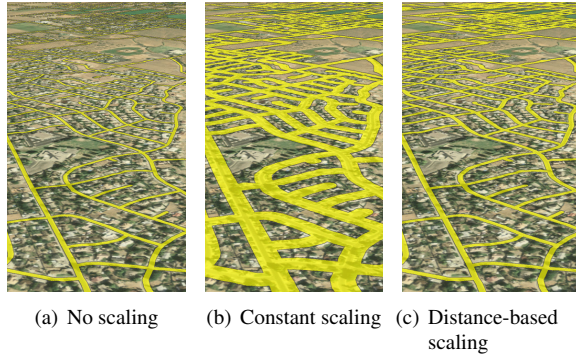 (a) No scaling
(b) Constant scaling
(c) Distance-based
scaling